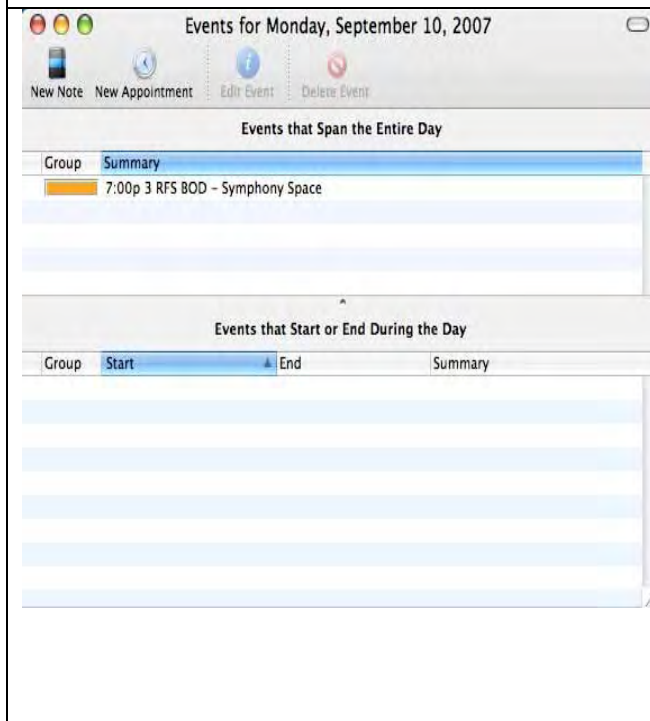 Events for Monday, September 10, 2007
New Note New Appointment Edit Event Delete Event
Events that Span the Entire Day
Group Summary
7:00p 3 RFS BOD – Symphony Space
Events that Start or End During the Day
Group Start End Summary